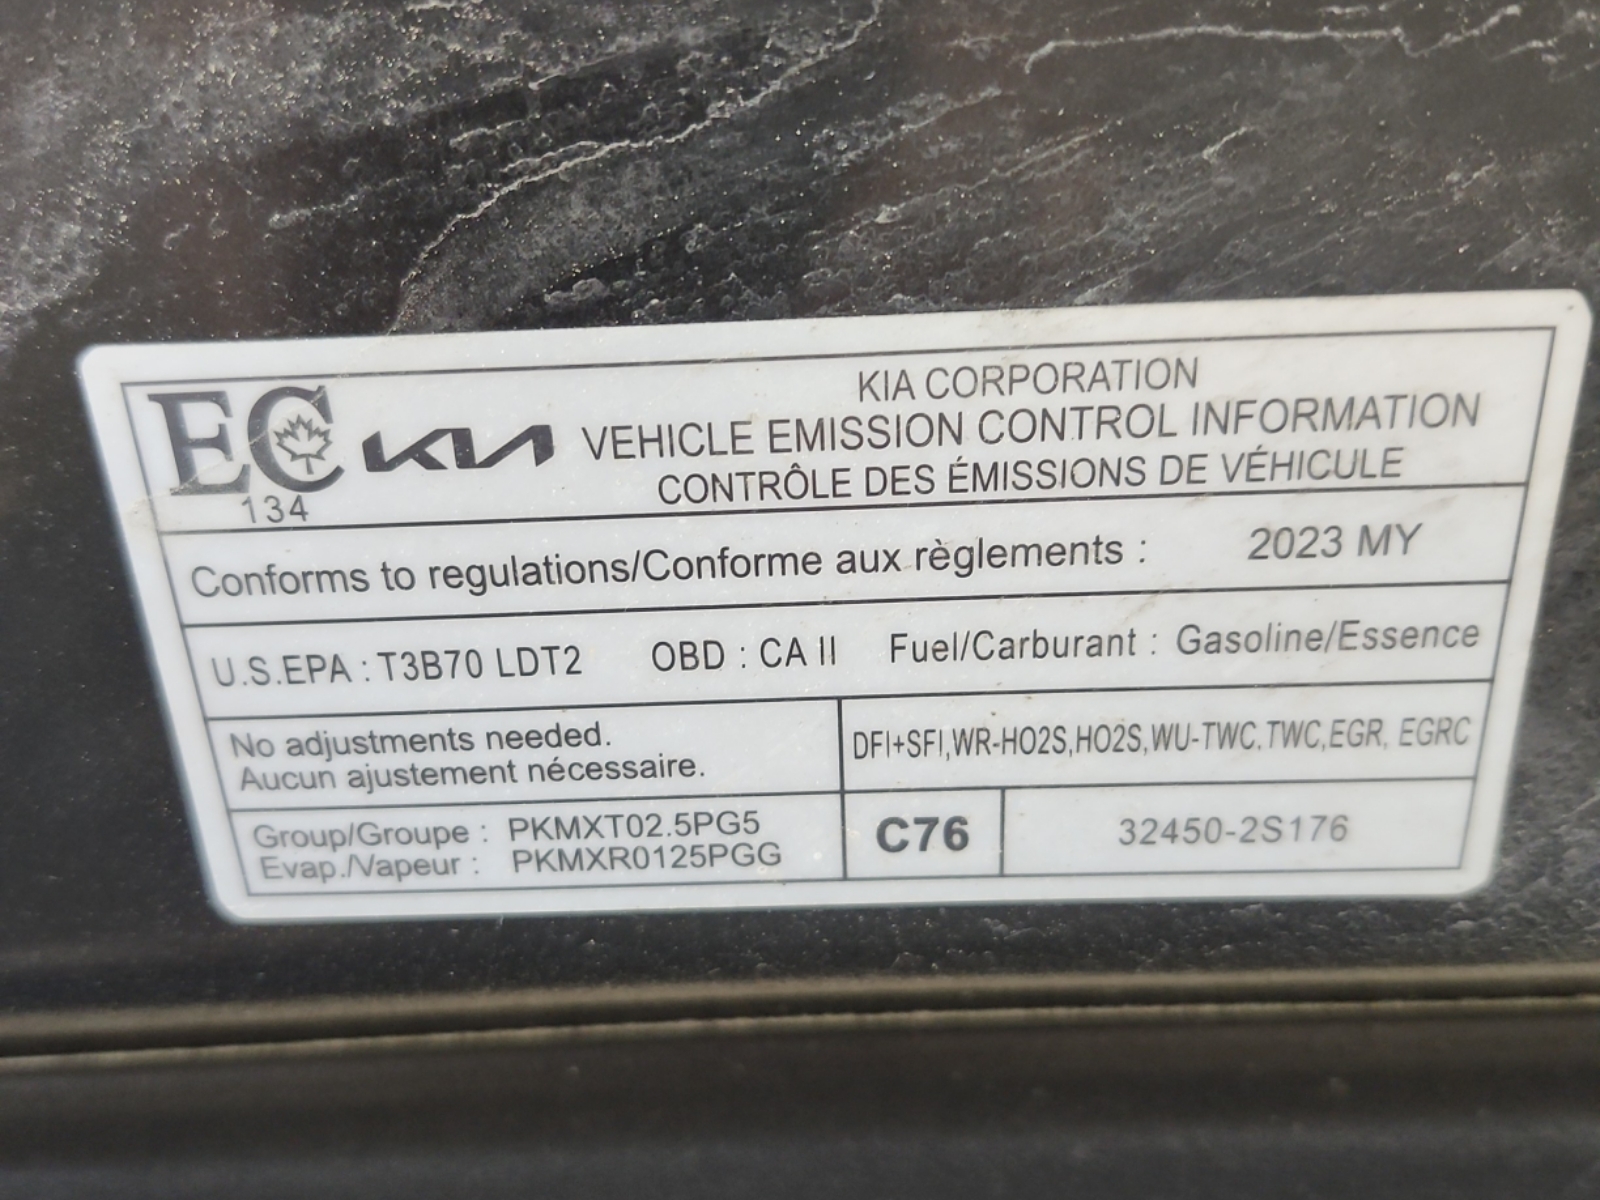 KIA CORPORATION
EC KIA VEHICLE EMISSION CONTROL INFORMATION
134 CONTRÔLE DES ÉMISSIONS DE VÉHICULE
Conforms to regulations/Conforme aux règlements : 2023 MY
U.S.EPA : T3B70 LDT2 OBD : CA II Fuel/Carburant : Gasoline/Essence
No adjustments needed.
Aucun ajustement nécessaire.
DFI+SFI,WR-HO2S,HO2S,WU-TWC,TWC,EGR, EGRC
Group/Groupe : PKMXT02.5PG5
Evap./Vapeur : PKMXR0125PGG
C76 32450-2S176